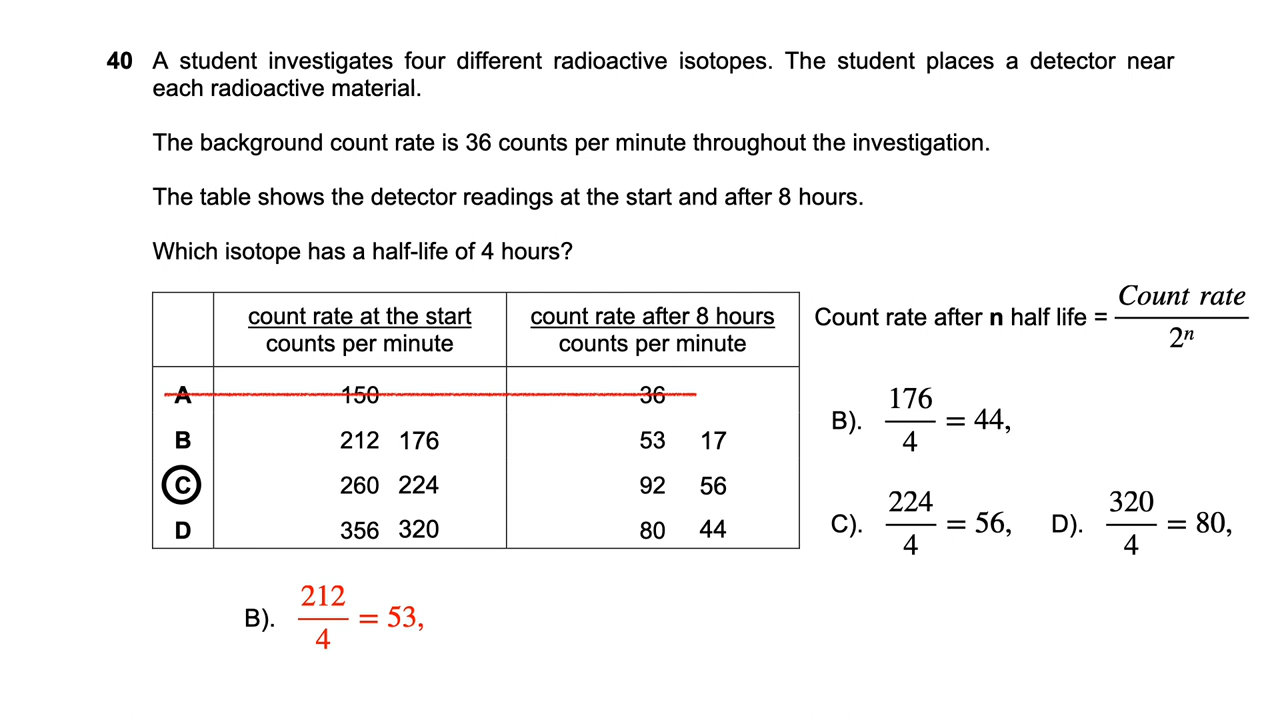 40 A student investigates four different radioactive isotopes. The student places a detector near
each radioactive material.
The background count rate is 36 counts per minute throughout the investigation.
The table shows the detector readings at the start and after 8 hours.
Which isotope has a half-life of 4 hours?
count rate at the start
counts per minute
count rate after 8 hours
counts per minute
A 150 36
B 212 176 53 17
C 260 224 92 56
D 356 320 80 44
Count rate after n half life = Count rate / 2ⁿ
B). 176/4 = 44,
C). 224/4 = 56, D). 320/4 = 80,
B). 212/4 = 53,